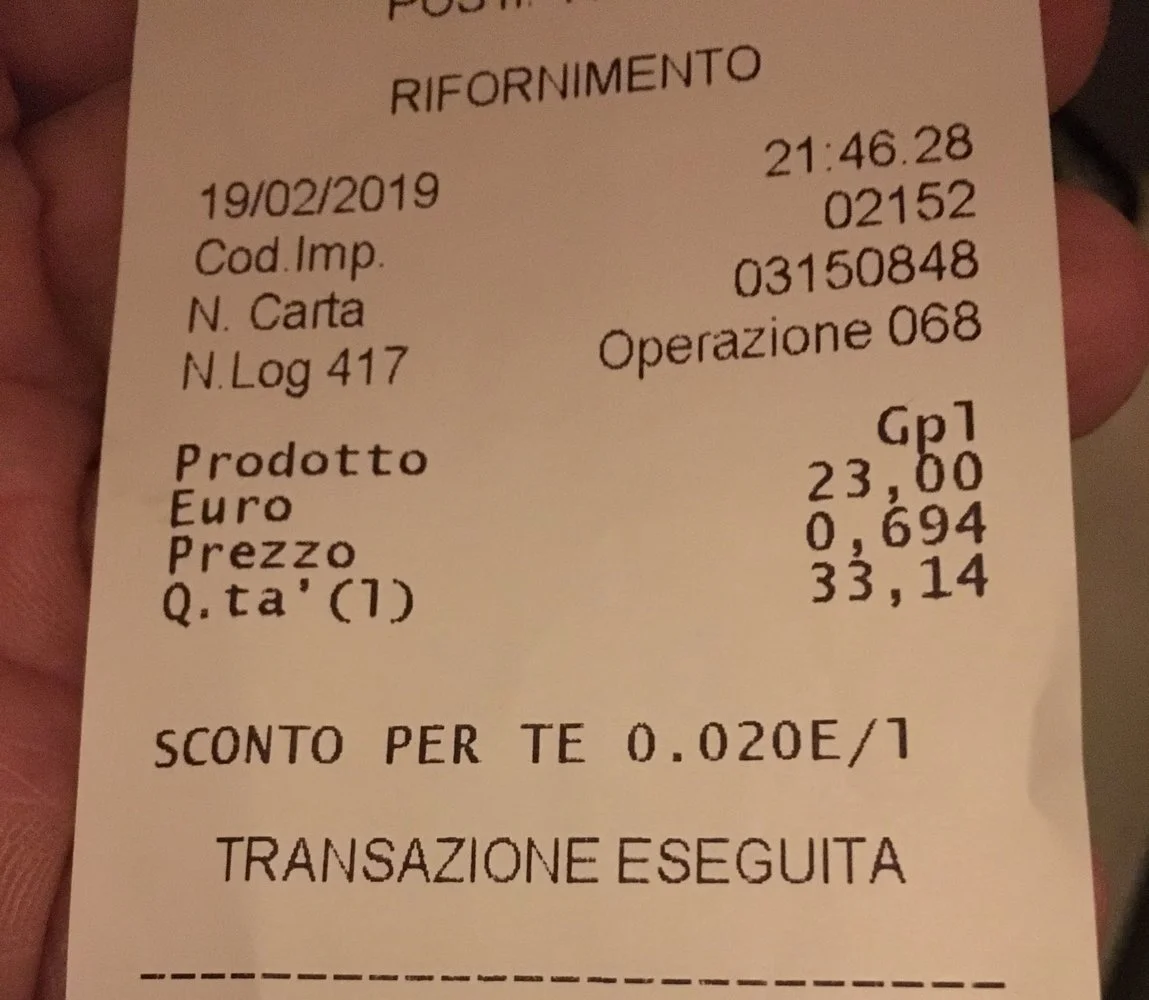 RIFORNIMENTO
19/02/2019 21:46.28
Cod.Imp. 02152
N. Carta 03150848
N.Log 417 Operazione 068
Prodotto Gpl
Euro 23,00
Prezzo 0,694
Q.ta'(l) 33,14
SCONTO PER TE 0.020E/l
TRANSAZIONE ESEGUITA
--------------------------